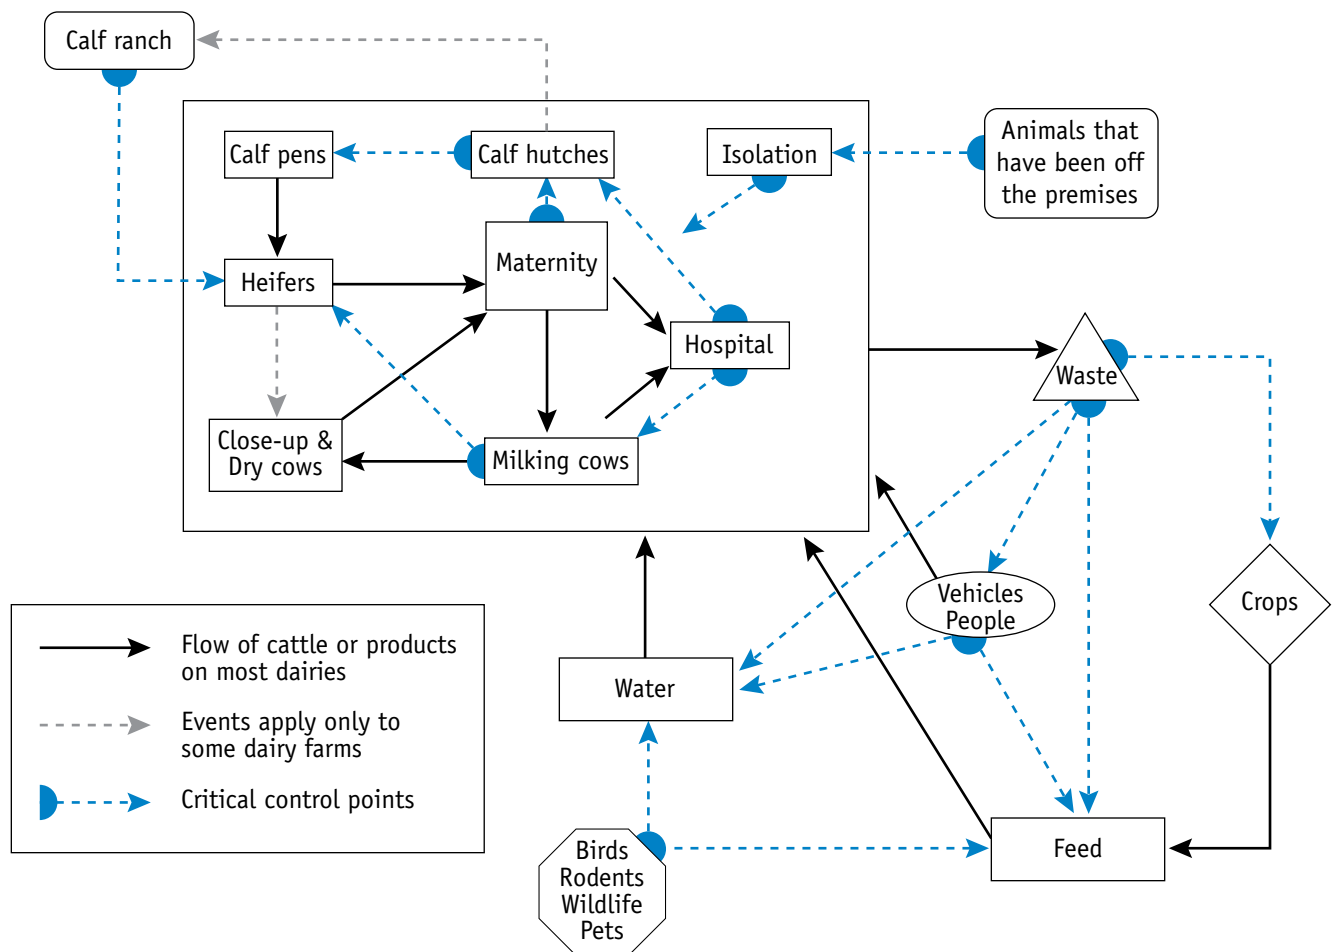 Calf ranch
Calf pens
Calf hutches
Isolation
Animals that
have been off
the premises
Heifers
Maternity
Hospital
Waste
Close-up &
Dry cows
Milking cows
Vehicles
People
Crops
Flow of cattle or products
on most dairies
Events apply only to
some dairy farms
Critical control points
Water
Birds
Rodents
Wildlife
Pets
Feed